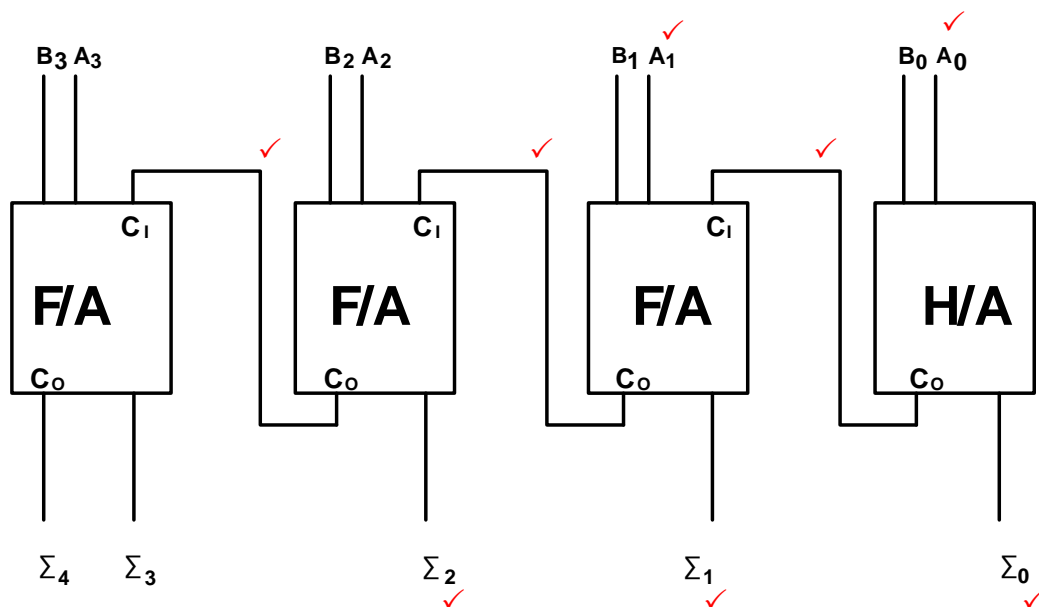 B3 A3 B2 A2 B1 A1 B0 A0
CI CI CI
F/A F/A F/A H/A
CO CO CO CO
Σ4 Σ3 Σ2 Σ1 Σ0